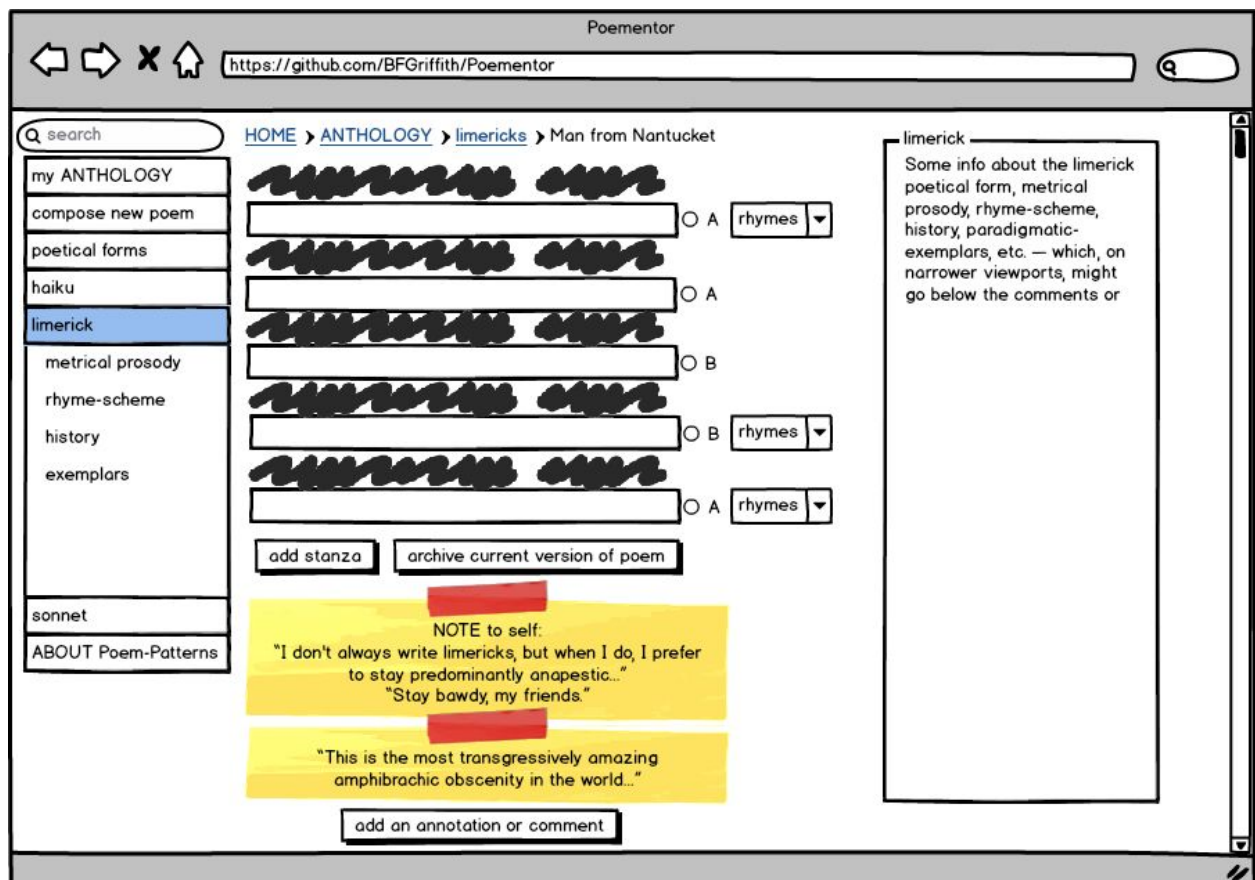 Poementor
https://github.com/BFGriffith/Poementor
search
my ANTHOLOGY
compose new poem
poetical forms
haiku
limerick
metrical prosody
rhyme-scheme
history
exemplars
sonnet
ABOUT Poem-Patterns
HOME > ANTHOLOGY > limericks > Man from Nantucket
A rhymes
A
B
B rhymes
A rhymes
add stanza archive current version of poem
NOTE to self:
"I don't always write limericks, but when I do, I prefer
to stay predominantly anapestic..."
"Stay bawdy, my friends."
"This is the most transgressively amazing
amphibrachic obscenity in the world..."
add an annotation or comment
limerick
Some info about the limerick
poetical form, metrical
prosody, rhyme-scheme,
history, paradigmatic-
exemplars, etc. — which, on
narrower viewports, might
go below the comments or